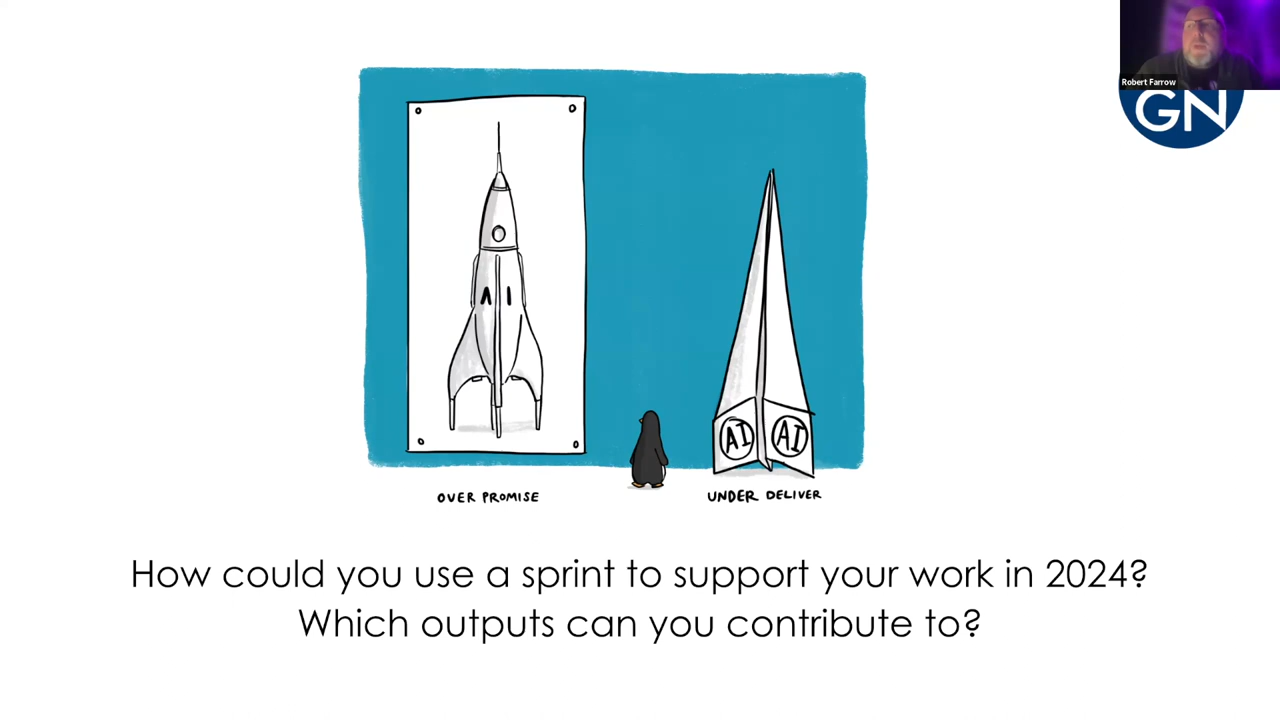 Robert Farrow
GN
AI
AI
AI
OVER PROMISE
UNDER DELIVER
How could you use a sprint to support your work in 2024?
Which outputs can you contribute to?